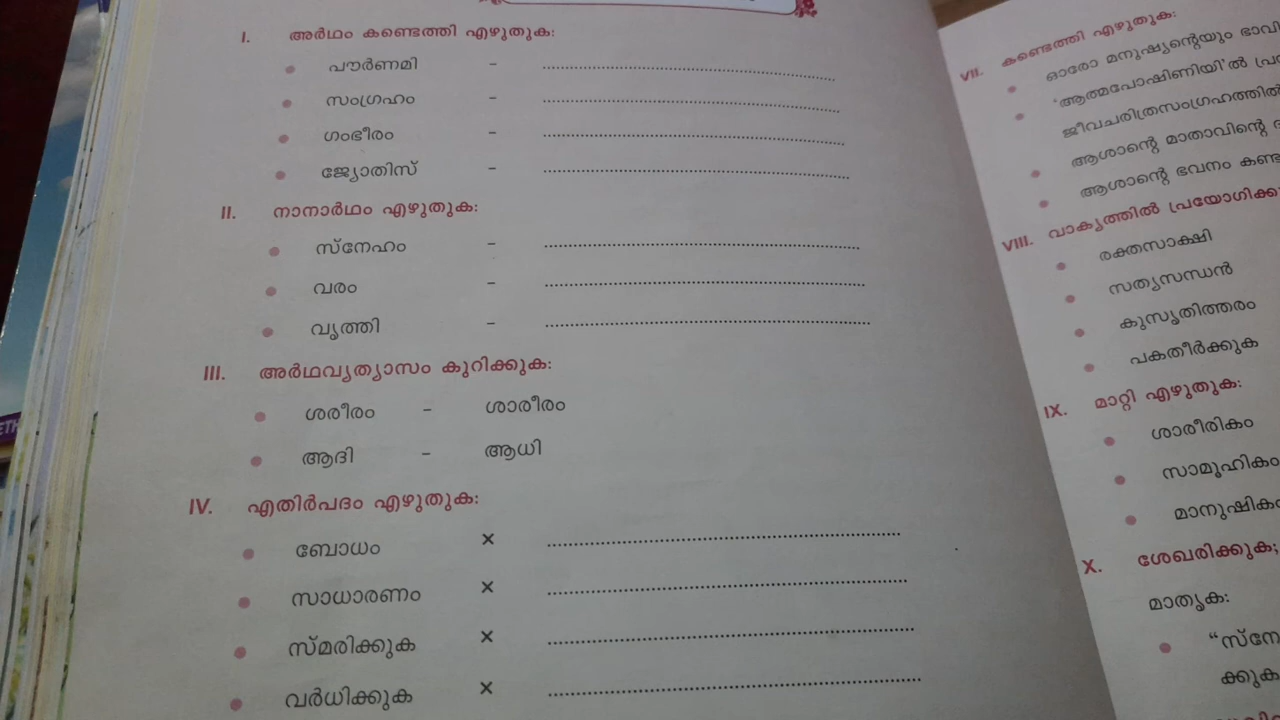 I. അർഥം കണ്ടെത്തി എഴുതുക:
പൗർണമി -
സംഗ്രഹം -
ഗംഭീരം -
ജ്യോതിസ് -
II. നാനാർഥം എഴുതുക:
സ്നേഹം -
വരം -
വൃത്തി -
III. അർഥവ്യത്യാസം കുറിക്കുക:
ശരീരം - ശാരീരം
ആദി - ആധി
IV. എതിർപദം എഴുതുക:
ബോധം ×
സാധാരണം ×
സ്മരിക്കുക ×
വർധിക്കുക ×
VII. കണ്ടെത്തി എഴുതുക:
ഓരോ മനുഷ്യന്റെയും
'ആത്മപോഷിണിയി'ൽ
ജീവചരിത്രസംഗ്രഹത്തിൽ
ആശാന്റെ മാതാവിന്റെ
ആശാന്റെ ഭവനം
VIII. വാക്യത്തിൽ
രക്തസാക്ഷി
സത്യസന്ധൻ
കുസൃതിത്തരം
പകതീർക്കുക
IX. മാറ്റി എഴുതുക:
ശാരീരികം
സാമൂഹികം
X. ശേഖരിക്കുക;
മാതൃക: